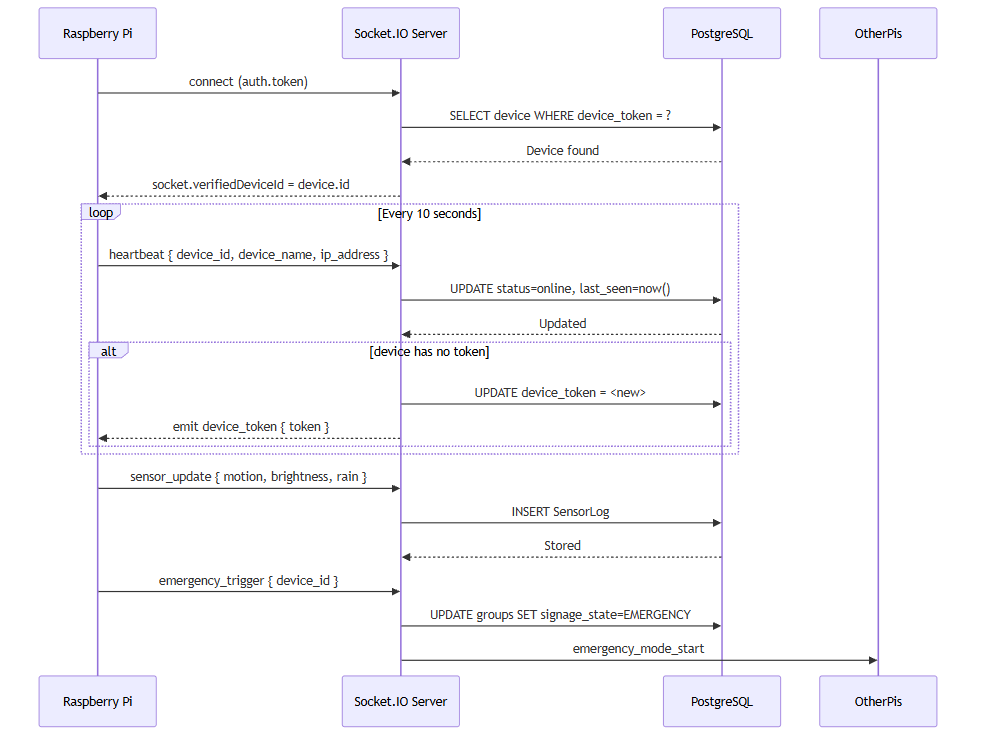 Raspberry Pi
Socket.IO Server
PostgreSQL
OtherPis
connect (auth.token)
SELECT device WHERE device_token = ?
Device found
socket.verifiedDeviceId = device.id
loop
[Every 10 seconds]
heartbeat { device_id, device_name, ip_address }
UPDATE status=online, last_seen=now()
Updated
alt
[device has no token]
UPDATE device_token = <new>
emit device_token { token }
sensor_update { motion, brightness, rain }
INSERT SensorLog
Stored
emergency_trigger { device_id }
UPDATE groups SET signage_state=EMERGENCY
emergency_mode_start
Raspberry Pi
Socket.IO Server
PostgreSQL
OtherPis